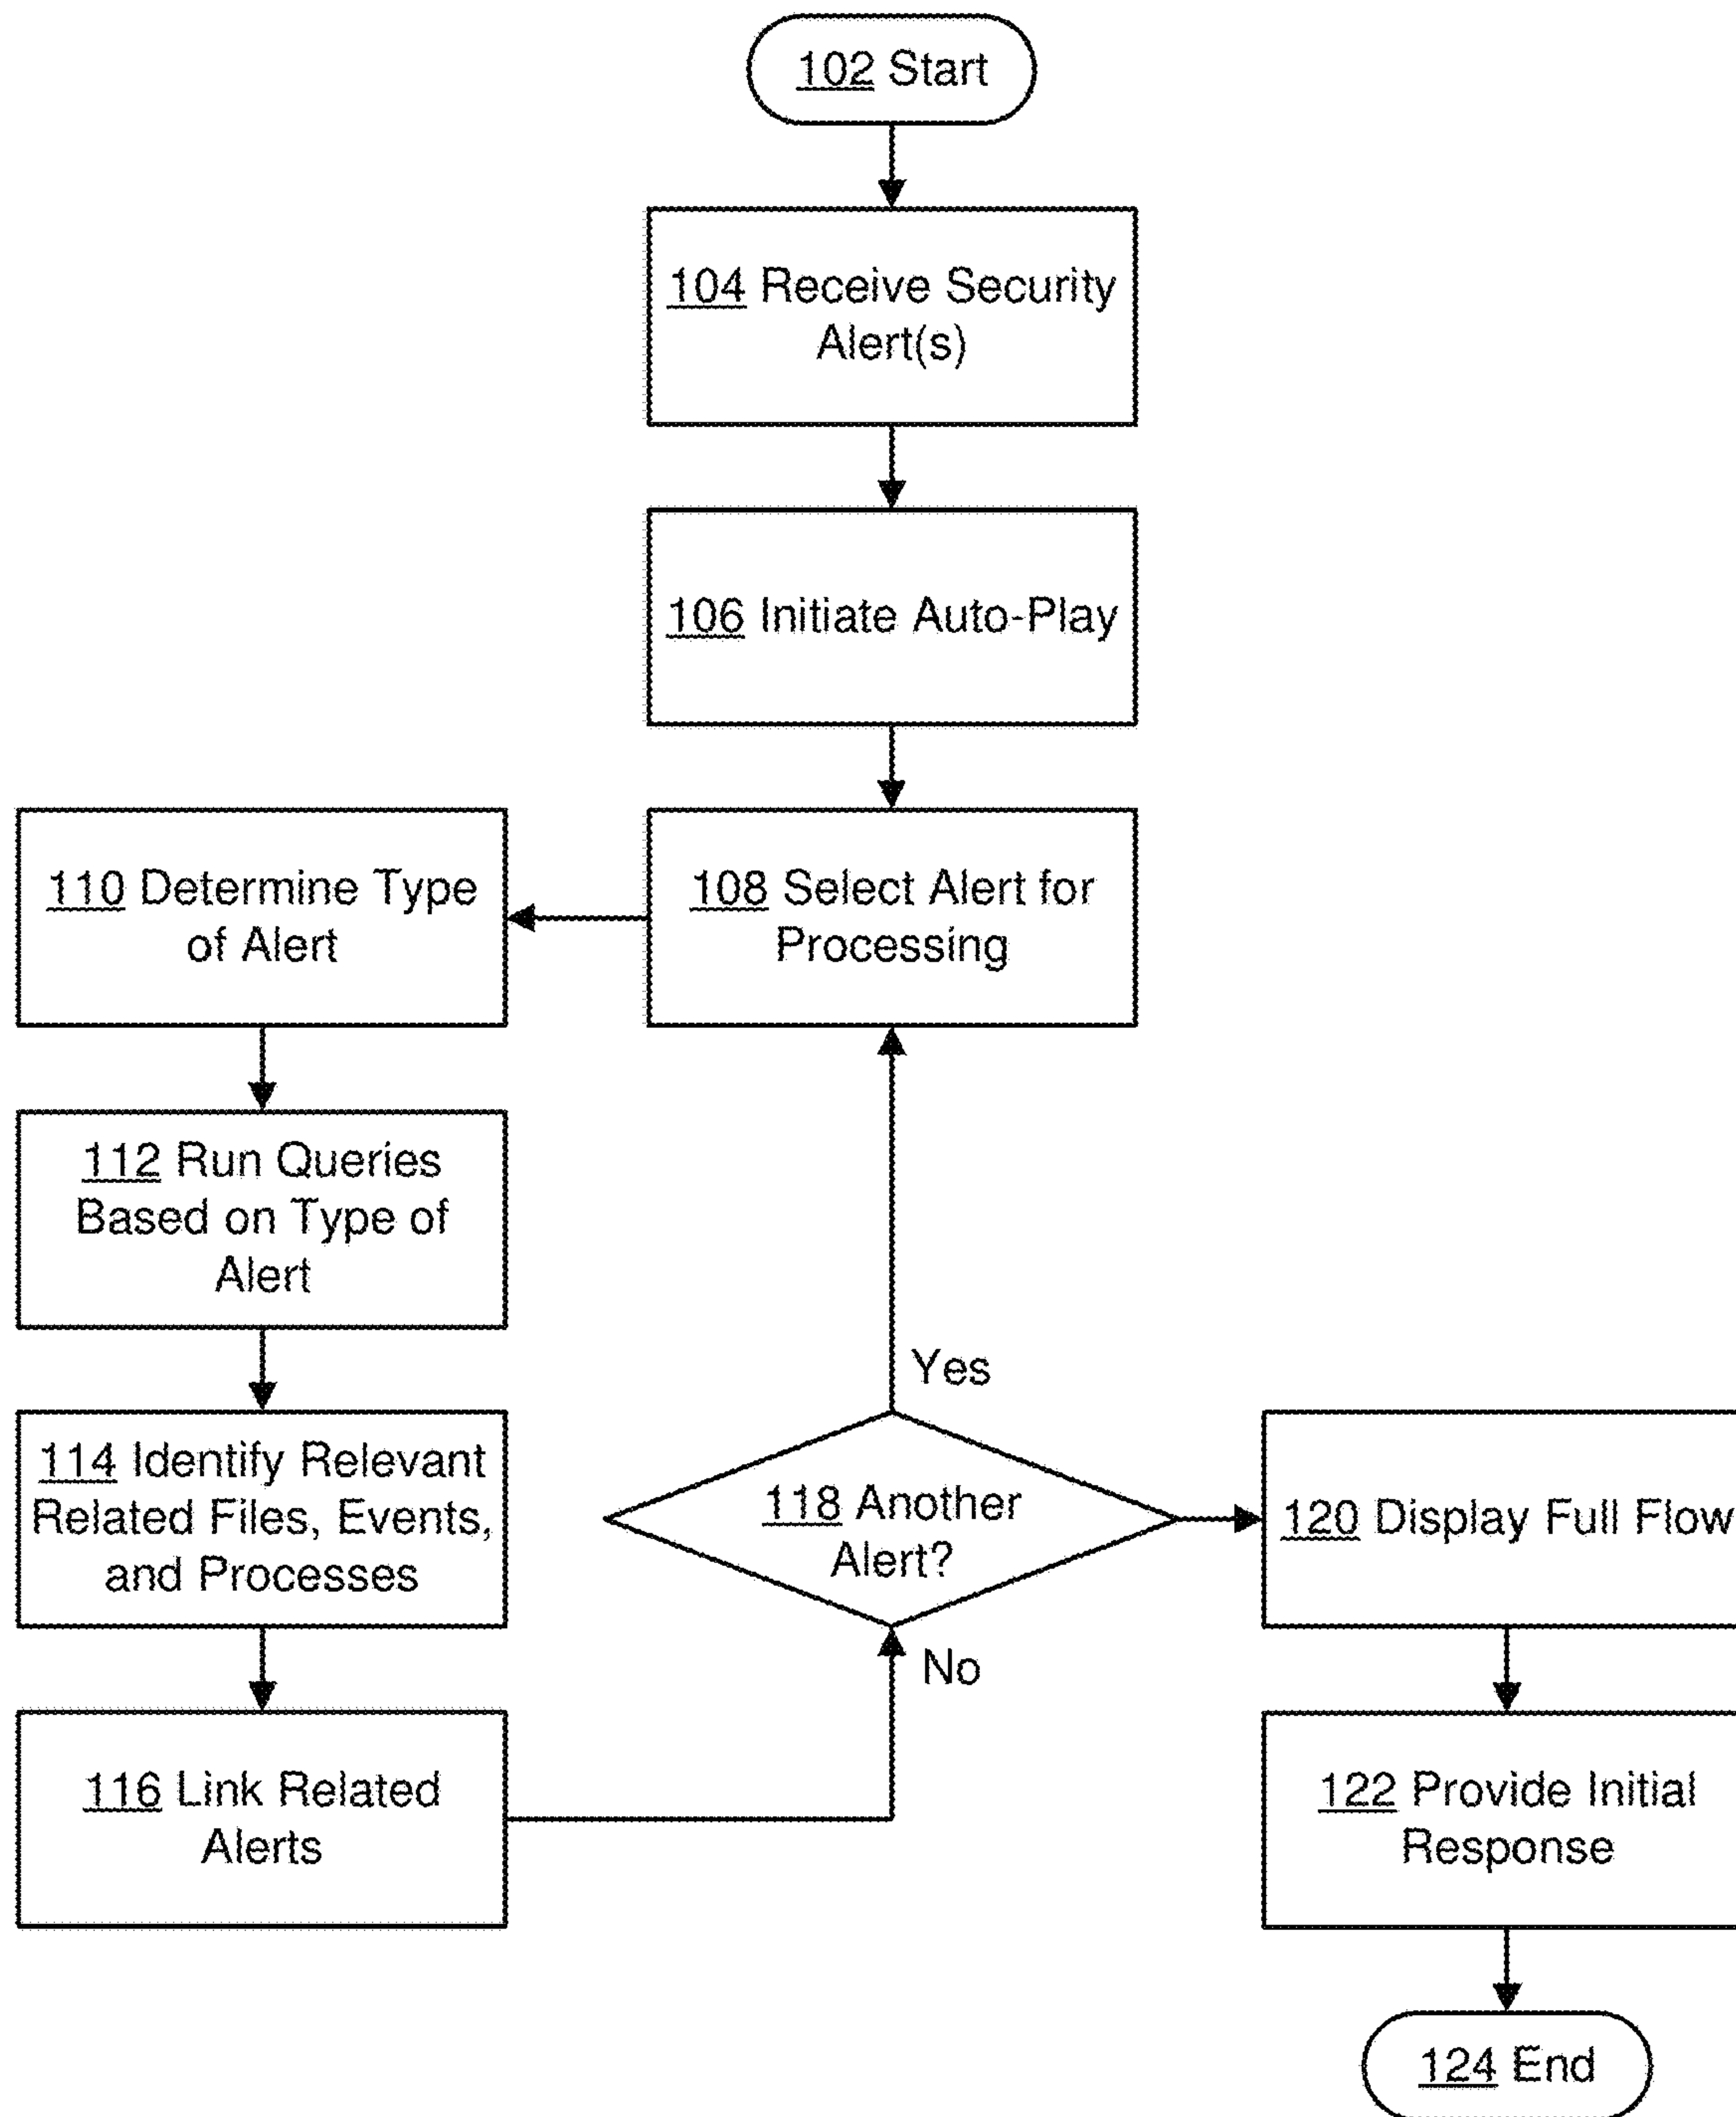 102 Start
104 Receive Security
Alert(s)
106 Initiate Auto-Play
108 Select Alert for
Processing
110 Determine Type
of Alert
112 Run Queries
Based on Type of
Alert
114 Identify Relevant
Related Files, Events,
and Processes
116 Link Related
Alerts
118 Another
Alert?
Yes
No
120 Display Full Flow
122 Provide Initial
Response
124 End